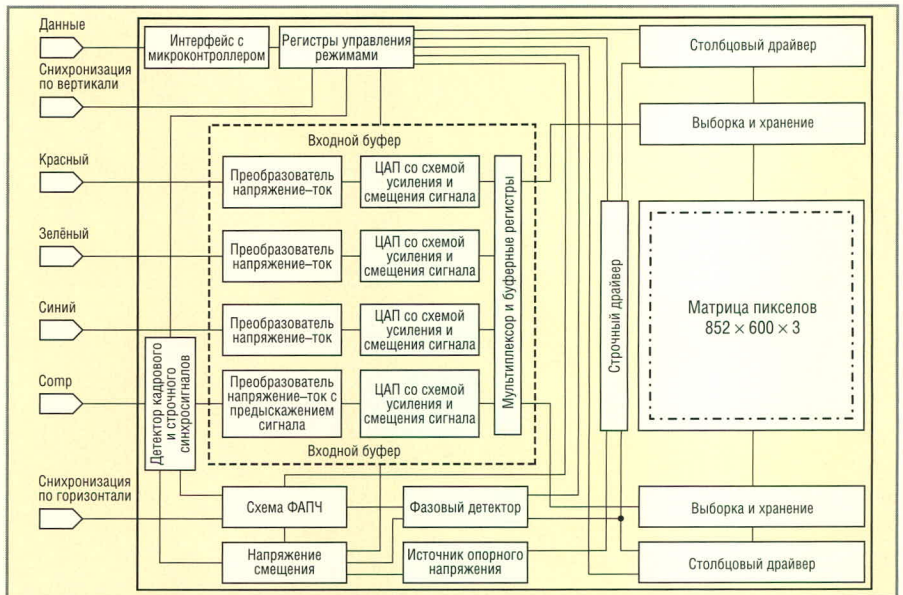 Данные
Снихронизация
по вертикали
Красный
Зелёный
Синий
Comp
Снихронизация
по горизонтали
Интерфейс с
микроконтроллером
Регистры управления
режимами
Столбцовый драйвер
Выборка и хранение
Входной буфер
Преобразователь
напряжение–ток
ЦАП со схемой
усиления и
смещения сигнала
Преобразователь
напряжение–ток
ЦАП со схемой
усиления и
смещения сигнала
Преобразователь
напряжение–ток
ЦАП со схемой
усиления и
смещения сигнала
Преобразователь
напряжение–ток с
предыскажением
сигнала
ЦАП со схемой
усиления и
смещения сигнала
Мультиплексор и буферные регистры
Входной буфер
Детектор кадрового
и строчного
синхросигналов
Строчный драйвер
Матрица пикселов
852 × 600 × 3
Схема ФАПЧ
Фазовый детектор
Выборка и хранение
Напряжение
смещения
Источник опорного
напряжения
Столбцовый драйвер